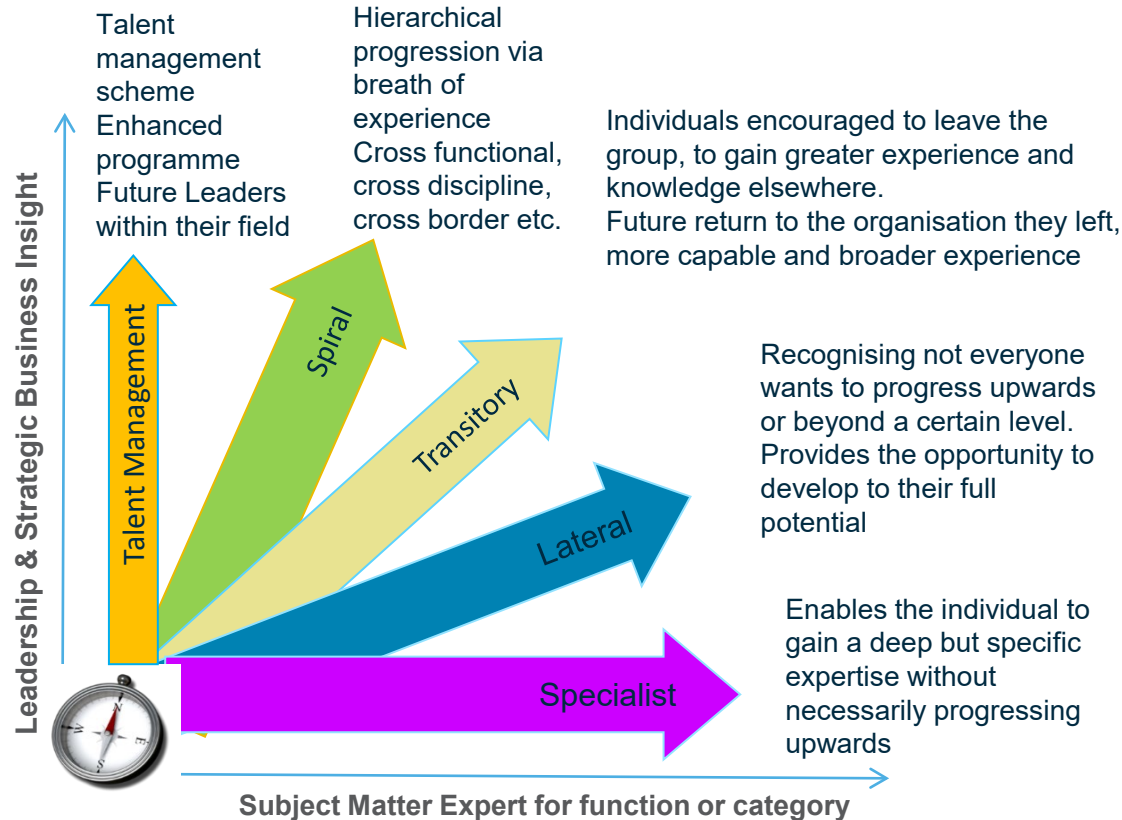 Talent
management
scheme
Enhanced
programme
Future Leaders
within their field
Hierarchical
progression via
breath of
experience
Cross functional,
cross discipline,
cross border etc.
Individuals encouraged to leave the
group, to gain greater experience and
knowledge elsewhere.
Future return to the organisation they left,
more capable and broader experience
Recognising not everyone
wants to progress upwards
or beyond a certain level.
Provides the opportunity to
develop to their full
potential
Enables the individual to
gain a deep but specific
expertise without
necessarily progressing
upwards
Leadership & Strategic Business Insight
Talent Management
Spiral
Transitory
Lateral
Specialist
N
W
E
S
Subject Matter Expert for function or category